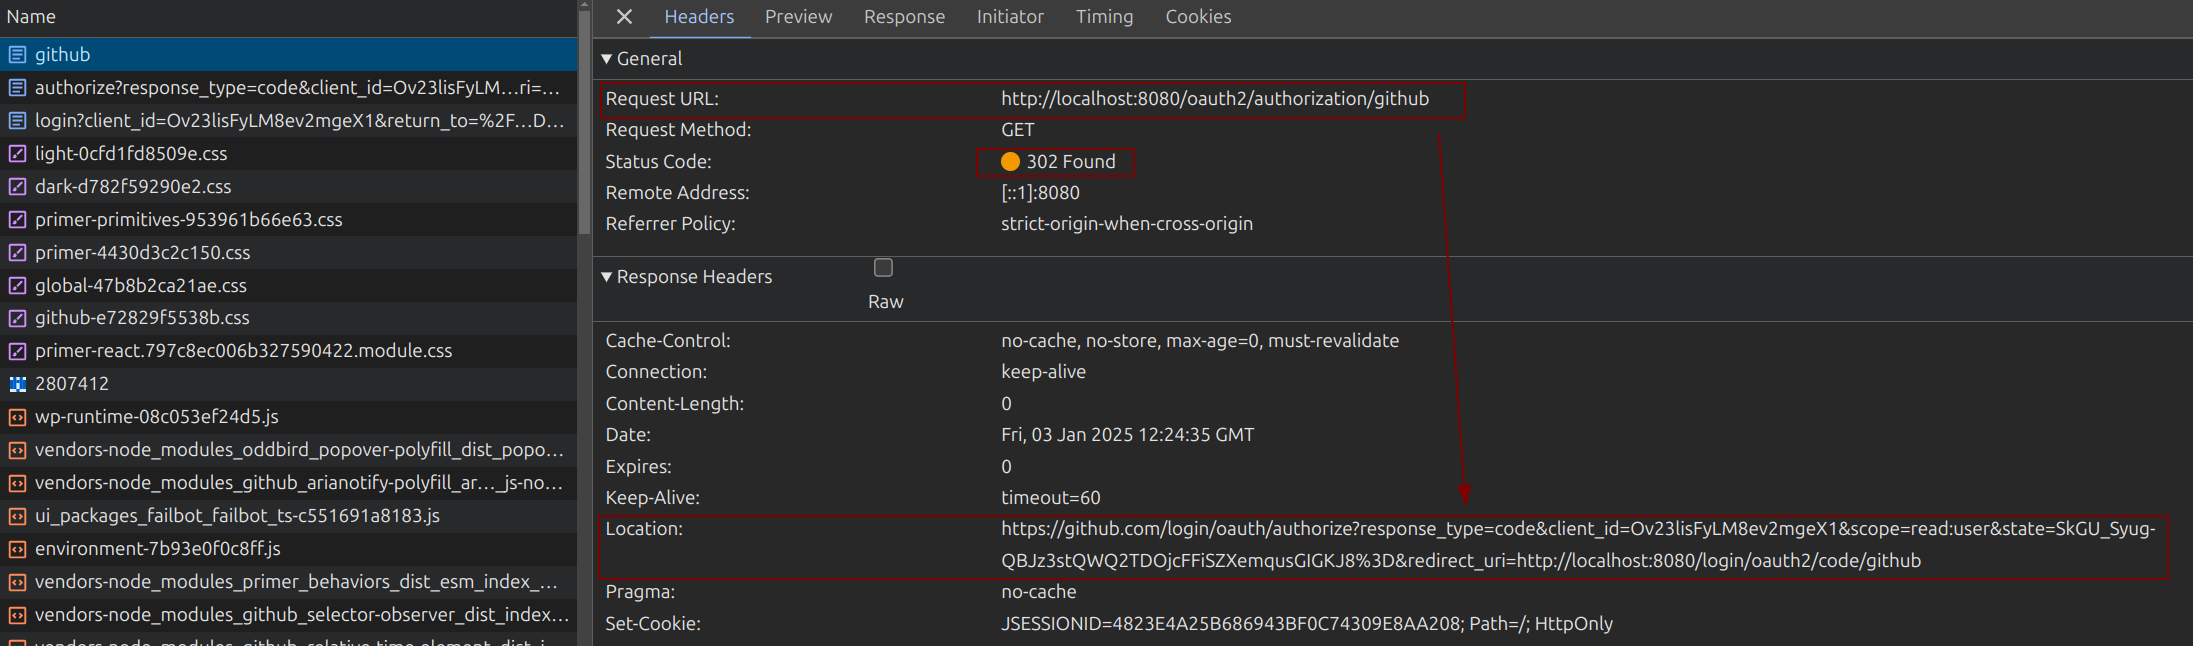 Name
github
authorize?response_type=code&client_id=Ov23lisFyLM…ri=…
login?client_id=Ov23lisFyLM8ev2mgeX1&return_to=%2F…D…
light-0cfd1fd8509e.css
dark-d782f59290e2.css
primer-primitives-953961b66e63.css
primer-4430d3c2c150.css
global-47b8b2ca21ae.css
github-e72829f5538b.css
primer-react.797c8ec006b327590422.module.css
2807412
wp-runtime-08c053ef24d5.js
vendors-node_modules_oddbird_popover-polyfill_dist_popo…
vendors-node_modules_github_arianotify-polyfill_ar…_js-no…
ui_packages_failbot_failbot_ts-c551691a8183.js
environment-7b93e0f0c8ff.js
vendors-node_modules_primer_behaviors_dist_esm_index_…
vendors-node_modules_github_selector-observer_dist_index…
vendors-node_modules_github_relative-time-element_dist_i…
Headers Preview Response Initiator Timing Cookies
General
Request URL: http://localhost:8080/oauth2/authorization/github
Request Method: GET
Status Code: 302 Found
Remote Address: [::1]:8080
Referrer Policy: strict-origin-when-cross-origin
Response Headers
Raw
Cache-Control: no-cache, no-store, max-age=0, must-revalidate
Connection: keep-alive
Content-Length: 0
Date: Fri, 03 Jan 2025 12:24:35 GMT
Expires: 0
Keep-Alive: timeout=60
Location: https://github.com/login/oauth/authorize?response_type=code&client_id=Ov23lisFyLM8ev2mgeX1&scope=read:user&state=SkGU_Syug-
QBJz3stQWQ2TDOjcFFiSZXemqusGIGKJ8%3D&redirect_uri=http://localhost:8080/login/oauth2/code/github
Pragma: no-cache
Set-Cookie: JSESSIONID=4823E4A25B686943BF0C74309E8AA208; Path=/; HttpOnly